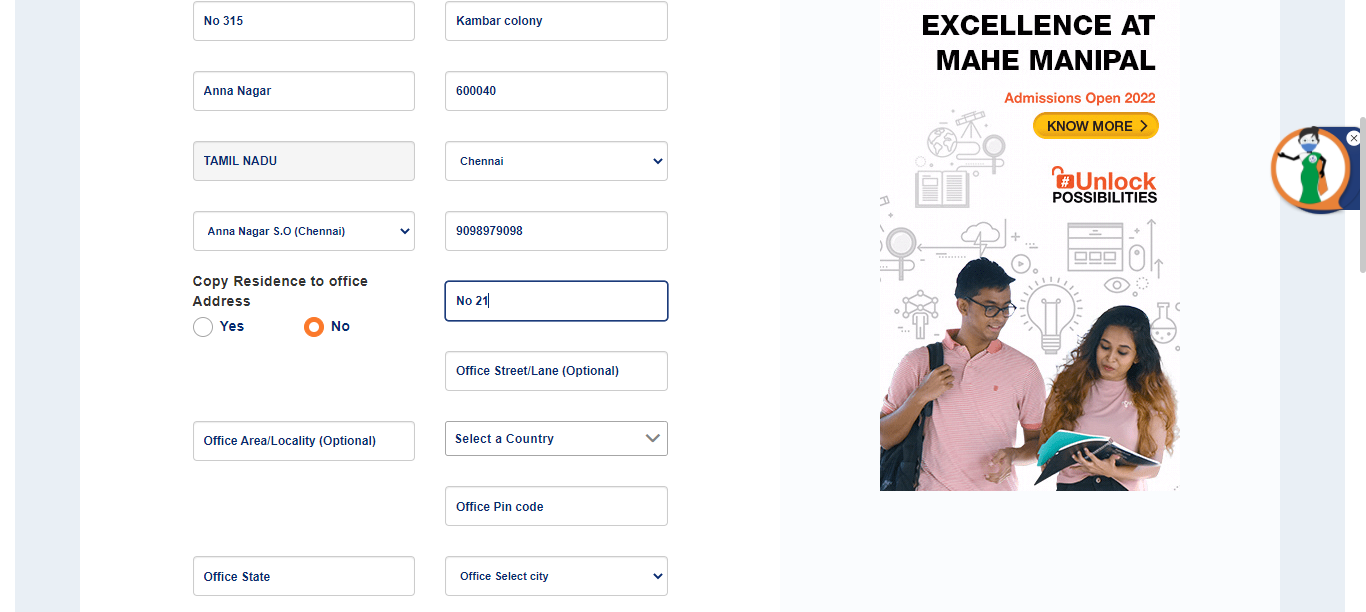 No 315
Kambar colony
Anna Nagar
600040
TAMIL NADU
Chennai
Anna Nagar S.O (Chennai)
9098979098
Copy Residence to office
Address
Yes
No
No 21
Office Street/Lane (Optional)
Office Area/Locality (Optional)
Select a Country
Office Pin code
Office State
Office Select city
EXCELLENCE AT
MAHE MANIPAL
Admissions Open 2022
KNOW MORE >
#Unlock
POSSIBILITIES